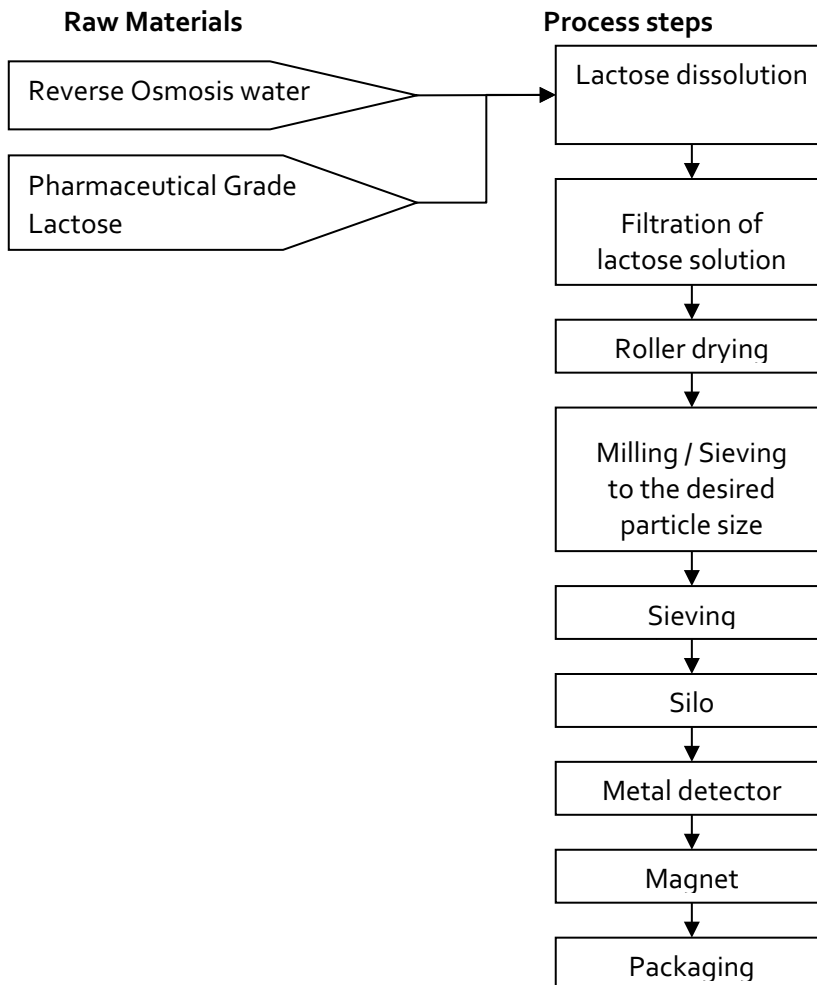 Raw Materials
Process steps
Reverse Osmosis water
Pharmaceutical Grade
Lactose
Lactose dissolution
Filtration of
lactose solution
Roller drying
Milling / Sieving
to the desired
particle size
Sieving
Silo
Metal detector
Magnet
Packaging